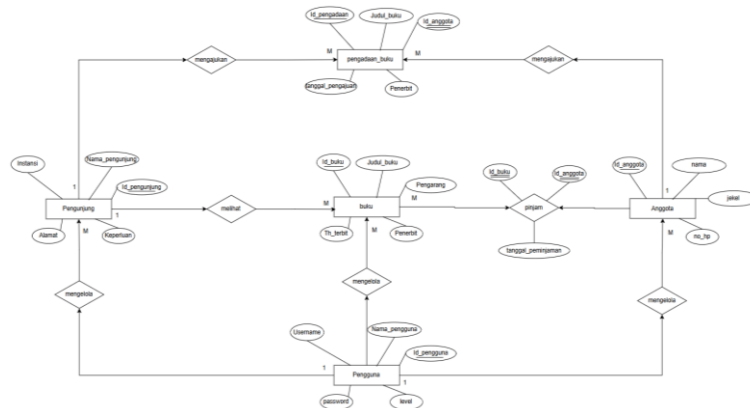 Id_pengadaan
Judul_buku
Id_anggota
mengajukan
M
pengadaan_buku
M
mengajukan
tanggal_pengajuan
Penerbit
Instansi
Nama_pengunjung
Id_pengunjung
1
Pengunjung
1
M
Alamat
Keperluan
melihat
Id_buku
Judul_buku
Pengarang
M
buku
M
M
Th_terbit
Penerbit
Id_buku
Id_anggota
pinjam
tanggal_peminjaman
Id_anggota
nama
jekel
1
Anggota
M
no_hp
mengelola
mengelola
mengelola
Username
Nama_pengguna
Id_pengguna
1
Pengguna
1
password
level